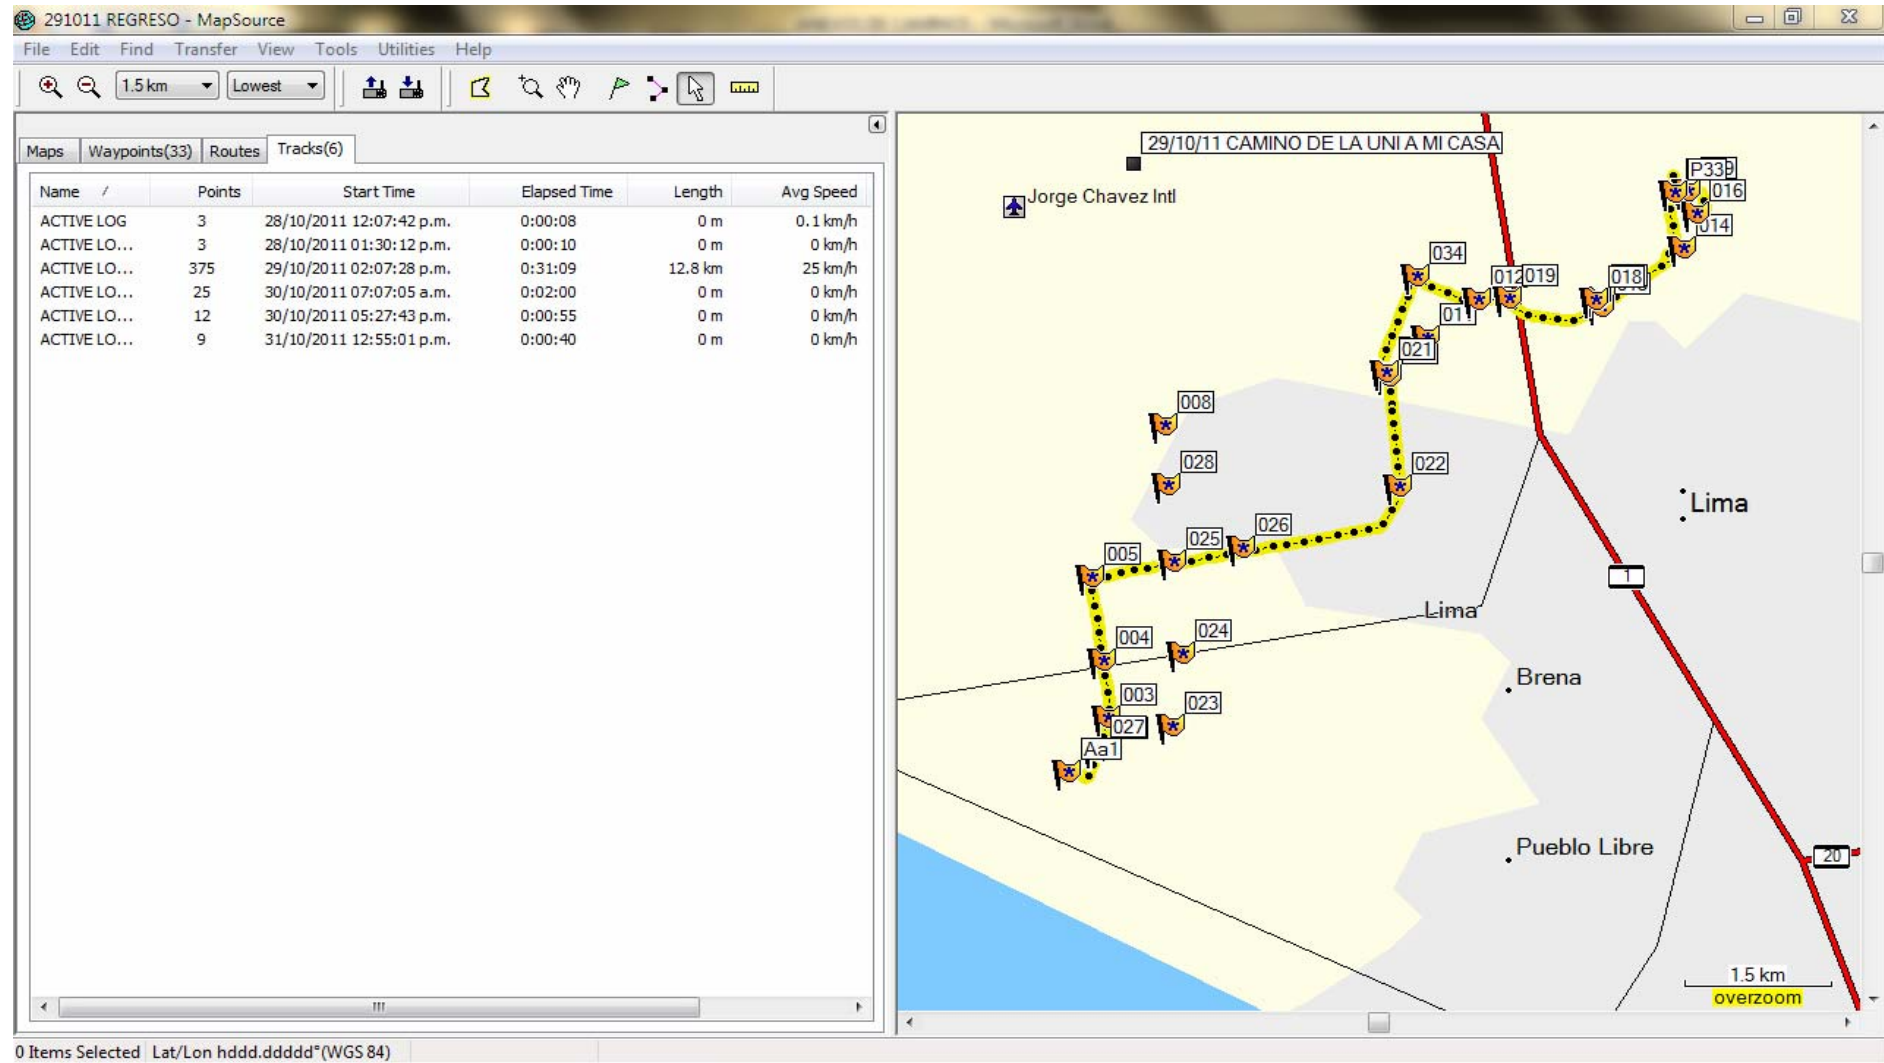 291011 REGRESO - MapSource
File Edit Find Transfer View Tools Utilities Help
1.5 km Lowest
Maps Waypoints(33) Routes Tracks(6)
Name / Points Start Time Elapsed Time Length Avg Speed
ACTIVE LOG 3 28/10/2011 12:07:42 p.m. 0:00:08 0 m 0.1 km/h
ACTIVE LO... 3 28/10/2011 01:30:12 p.m. 0:00:10 0 m 0 km/h
ACTIVE LO... 375 29/10/2011 02:07:28 p.m. 0:31:09 12.8 km 25 km/h
ACTIVE LO... 25 30/10/2011 07:07:05 a.m. 0:02:00 0 m 0 km/h
ACTIVE LO... 12 30/10/2011 05:27:43 p.m. 0:00:55 0 m 0 km/h
ACTIVE LO... 9 31/10/2011 12:55:01 p.m. 0:00:40 0 m 0 km/h
29/10/11 CAMINO DE LA UNI A MI CASA
P33
016
Jorge Chavez Intl
014
034
012 019 018
011
021
008
028
022
Lima
026
025
005
1
Lima
004 024
Brena
003
023
027
Aa1
Pueblo Libre
20
1.5 km
overzoom
0 Items Selected Lat/Lon hddd.ddddd°(WGS 84)